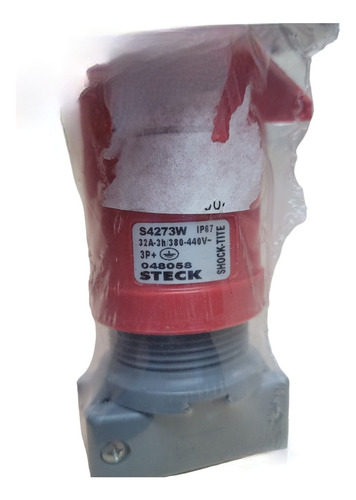 S4273W IP67
32A-3h/380-440V~
3P+
048058
STECK
SHOCK-TITE